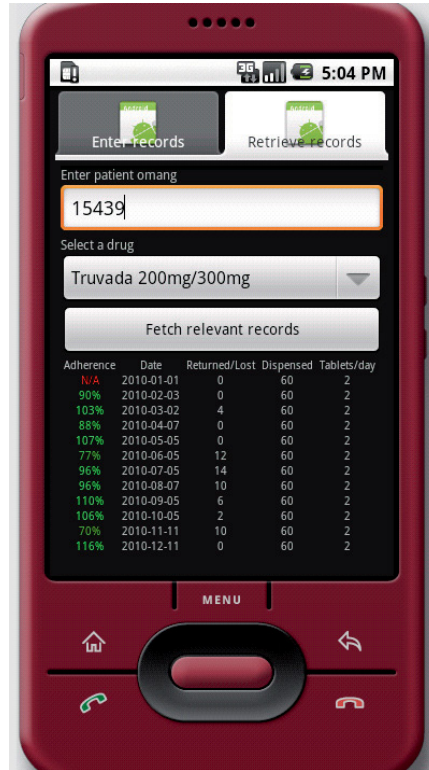 3G 5:04 PM
Android Android
Enter records Retrieve records
Enter patient omang
15439
Select a drug
Truvada 200mg/300mg
Fetch relevant records
Adherence Date Returned/Lost Dispensed Tablets/day
N/A 2010-01-01 0 60 2
90% 2010-02-03 0 60 2
103% 2010-03-02 4 60 2
88% 2010-04-07 0 60 2
107% 2010-05-05 0 60 2
77% 2010-06-05 12 60 2
96% 2010-07-05 14 60 2
96% 2010-08-07 10 60 2
110% 2010-09-05 6 60 2
106% 2010-10-05 2 60 2
70% 2010-11-11 10 60 2
116% 2010-12-11 0 60 2
MENU